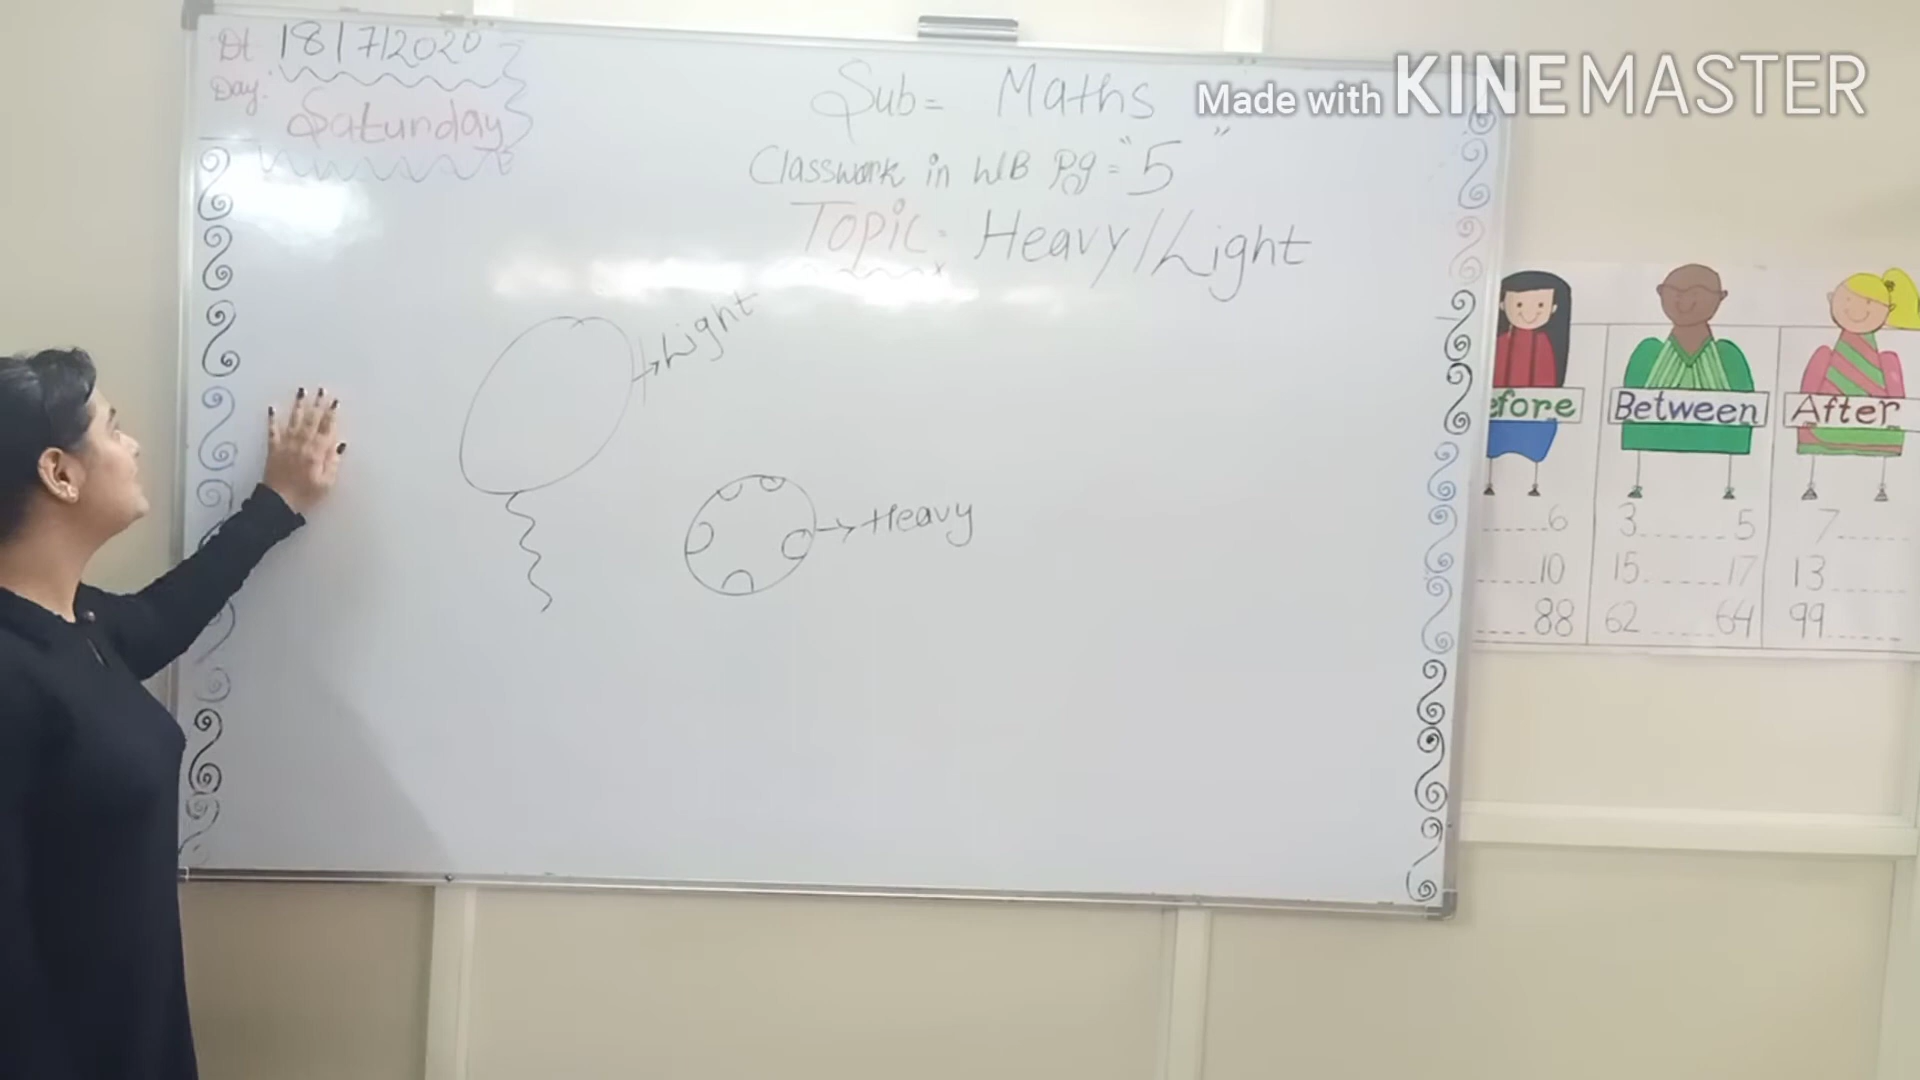 Dt 18/7/2020
Day: Saturday
Sub = Maths
Made with KINEMASTER
Classwork in W/B Pg = "5"
Topic: Heavy/Light
Light
Heavy
efore Between After
6 3 5 7
10 15 17 13
88 62 64 99